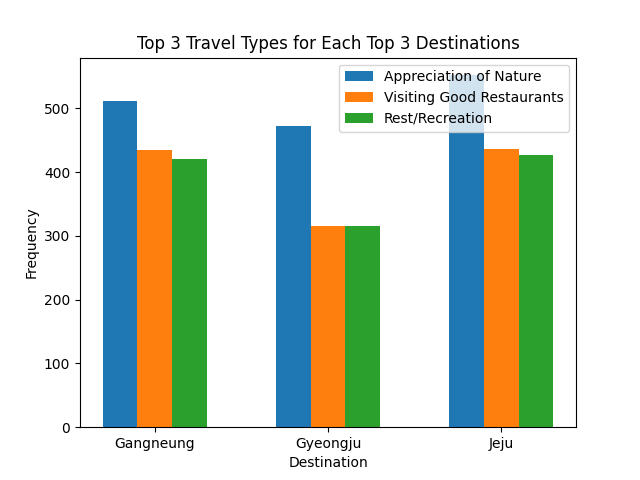 Top 3 Travel Types for Each Top 3 Destinations
Appreciation of Nature
Visiting Good Restaurants
Rest/Recreation
Frequency
500
400
300
200
100
0
Gangneung Gyeongju Jeju
Destination